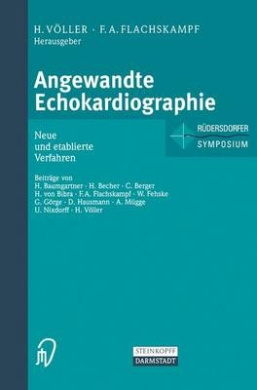 H. VÖLLER · F. A. FLACHSKAMPF
Herausgeber
Angewandte
Echokardiographie
Neue
und etablierte
Verfahren
RÜDERSDORFER
SYMPOSIUM
Beiträge von
H. Baumgartner · H. Becher · C. Berger
H. von Bibra · F.A. Flachskampf · W. Fehske
G. Görge · D. Hausmann · A. Mügge
U. Nixdorff · H. Völler
STEINKOPFF
DARMSTADT